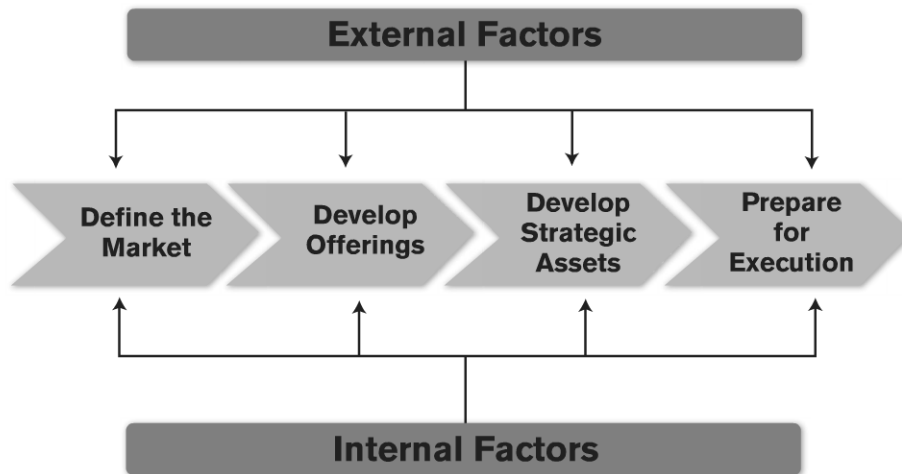 External Factors
Define the
Market
Develop
Offerings
Develop
Strategic
Assets
Prepare
for
Execution
Internal Factors